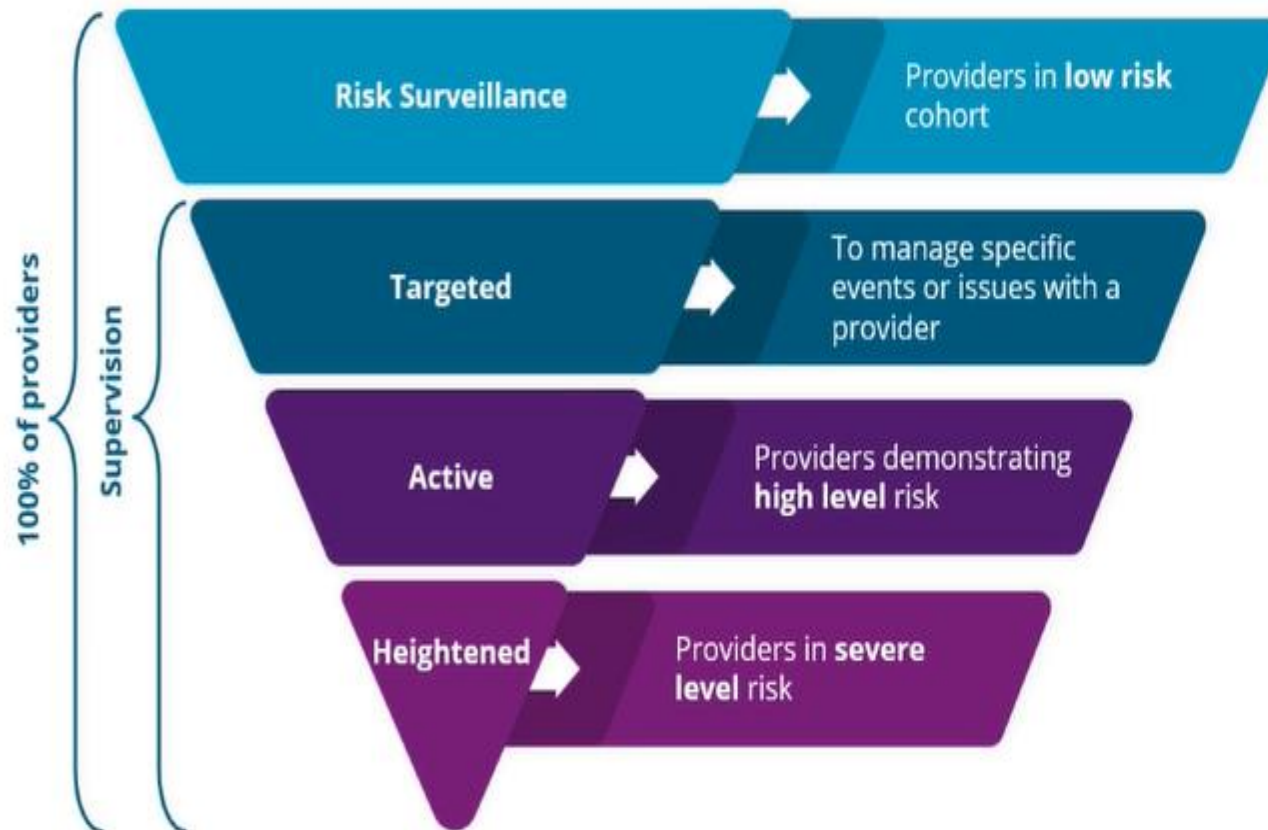 100% of providers
Supervision
Risk Surveillance
Providers in low risk
cohort
Targeted
To manage specific
events or issues with a
provider
Active
Providers demonstrating
high level risk
Heightened
Providers in severe
level risk